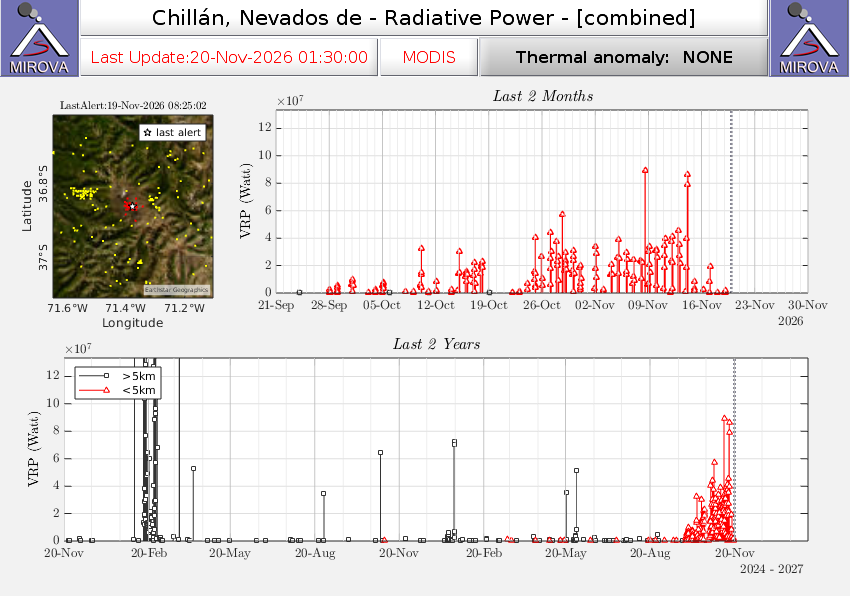 Chillán, Nevados de - Radiative Power - [combined]
MIROVA
Last Update:20-Nov-2026 01:30:00
MODIS
Thermal anomaly: NONE
MIROVA
LastAlert:19-Nov-2026 08:25:02
last alert
Latitude
36.8°S
37°S
Earthstar Geographics
71.6°W 71.4°W 71.2°W
Longitude
Last 2 Months
×10⁷
VRP (Watt)
12
10
8
6
4
2
0
21-Sep 28-Sep 05-Oct 12-Oct 19-Oct 26-Oct 02-Nov 09-Nov 16-Nov 23-Nov 30-Nov
2026
Last 2 Years
×10⁷
VRP (Watt)
>5km
<5km
12
10
8
6
4
2
0
20-Nov 20-Feb 20-May 20-Aug 20-Nov 20-Feb 20-May 20-Aug 20-Nov
2024 - 2027